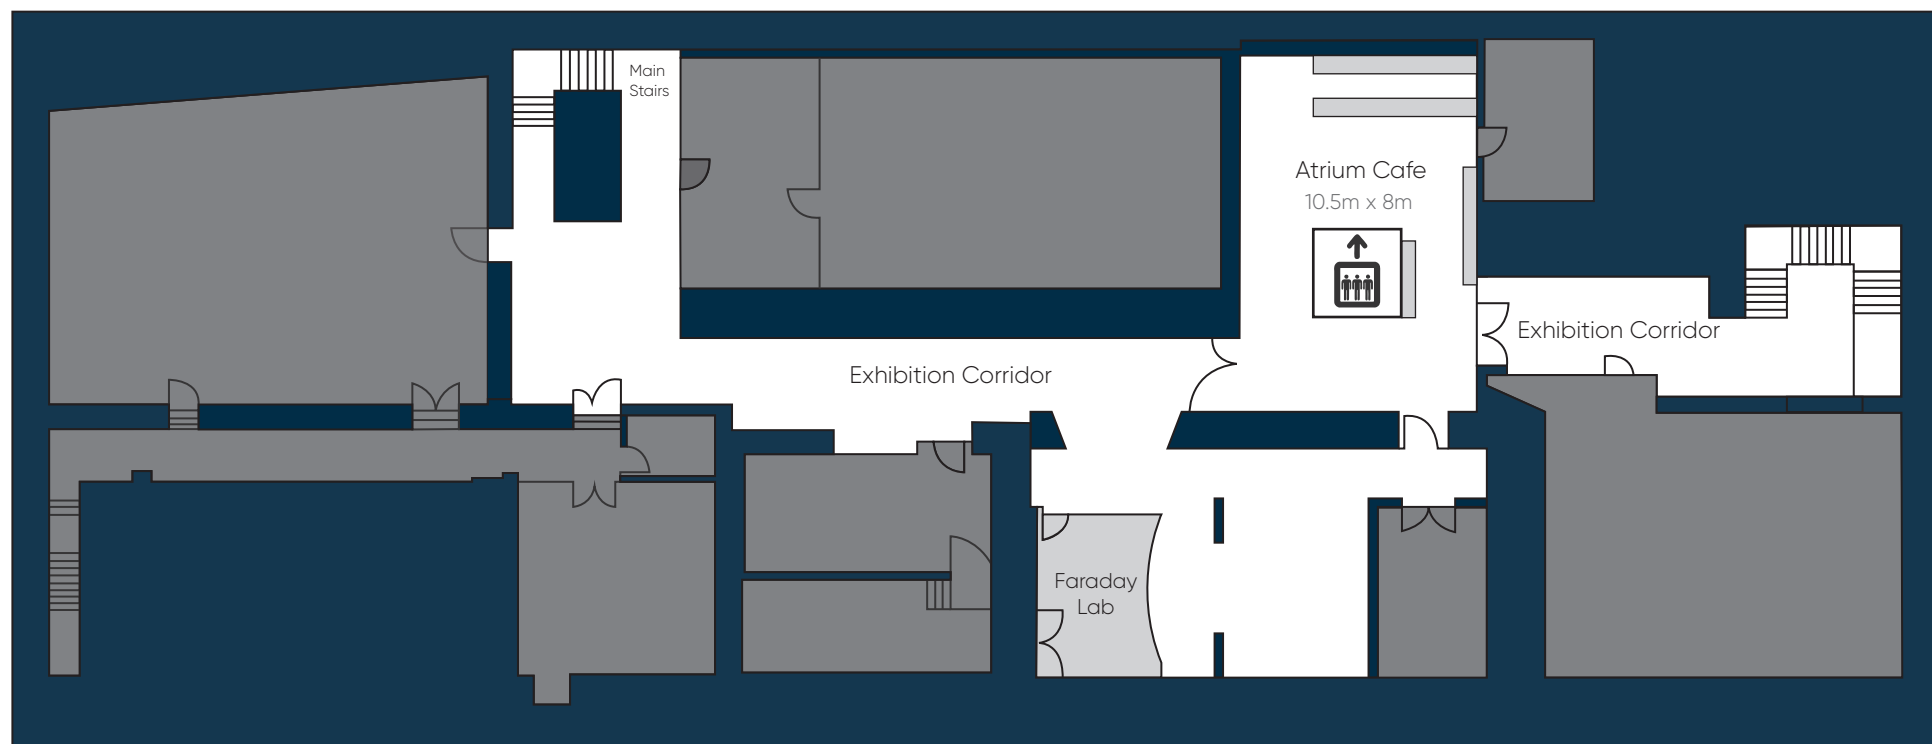 Main
Stairs
Atrium Cafe
10.5m x 8m
Exhibition Corridor
Exhibition Corridor
Faraday
Lab